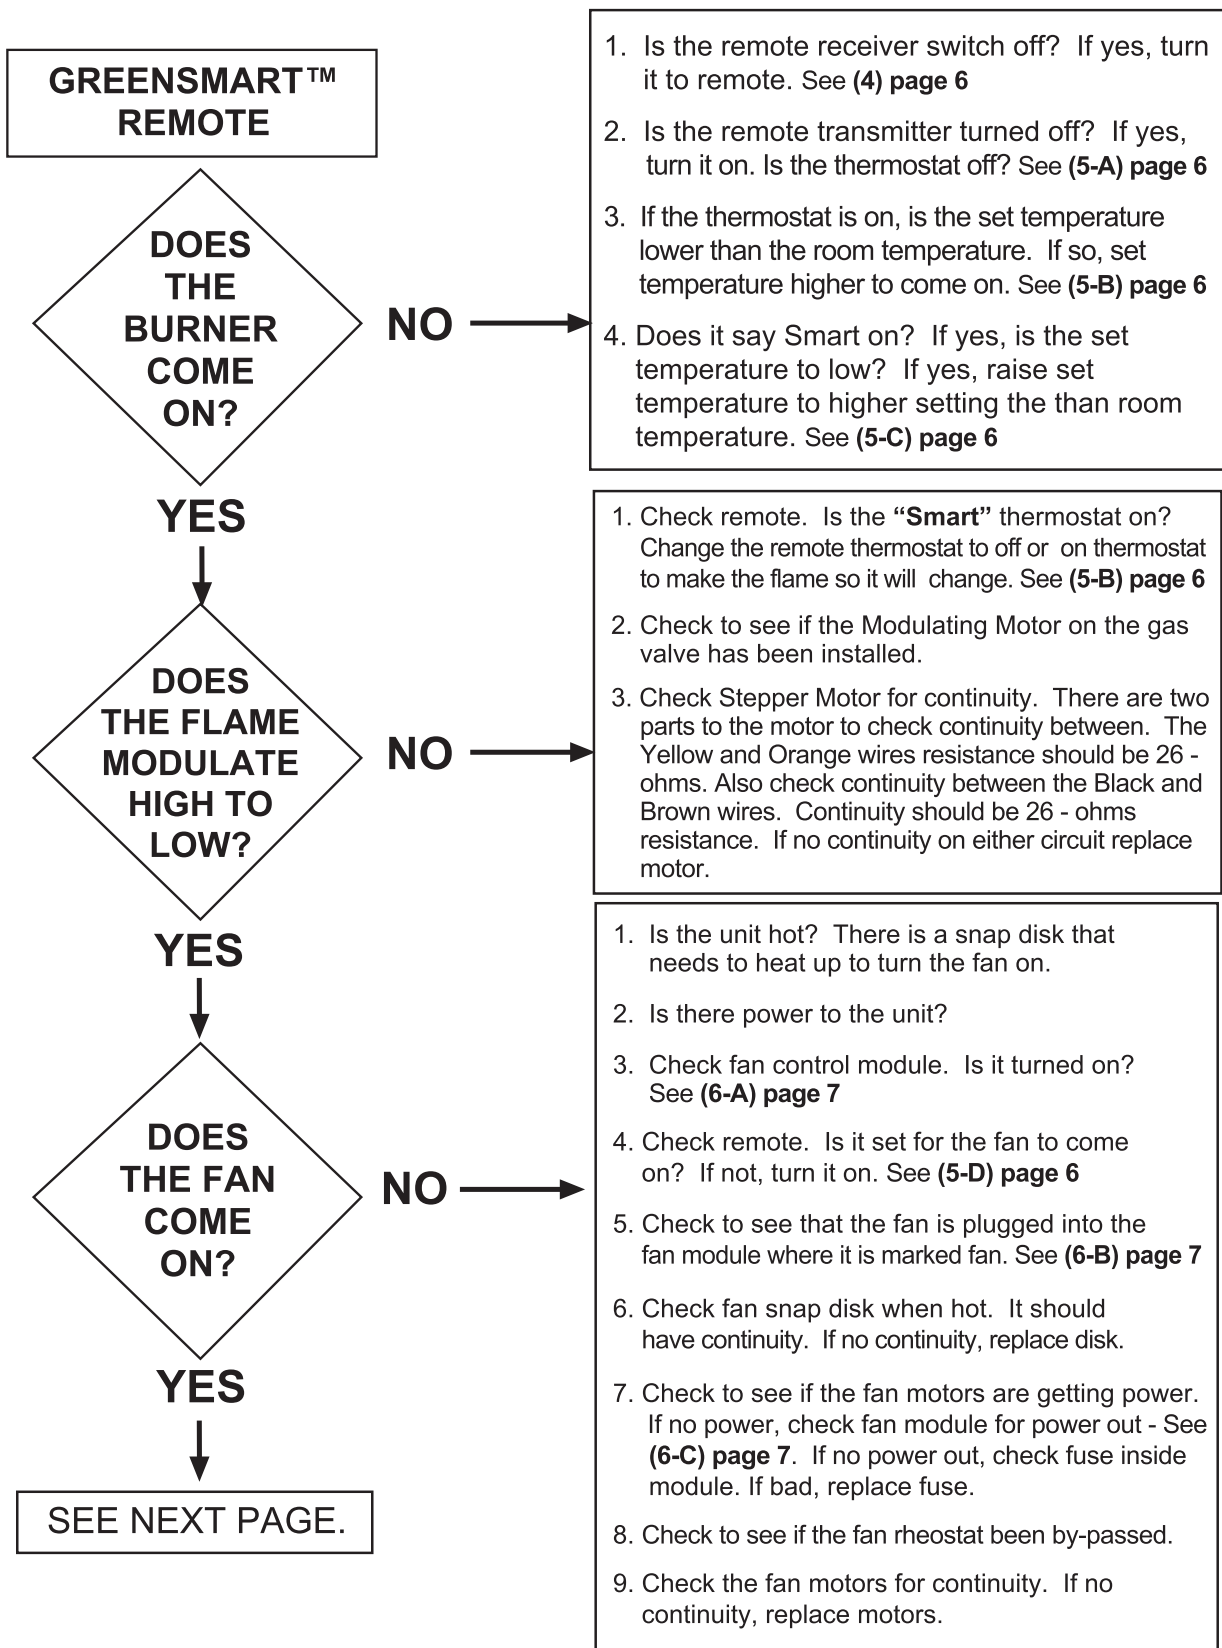 GREENSMART™
REMOTE
DOES
THE
BURNER
COME
ON?
NO
1. Is the remote receiver switch off? If yes, turn
it to remote. See (4) page 6
2. Is the remote transmitter turned off? If yes,
turn it on. Is the thermostat off? See (5-A) page 6
3. If the thermostat is on, is the set temperature
lower than the room temperature. If so, set
temperature higher to come on. See (5-B) page 6
4. Does it say Smart on? If yes, is the set
temperature to low? If yes, raise set
temperature to higher setting the than room
temperature. See (5-C) page 6
YES
DOES
THE FLAME
MODULATE
HIGH TO
LOW?
NO
1. Check remote. Is the “Smart” thermostat on?
Change the remote thermostat to off or on thermostat
to make the flame so it will change. See (5-B) page 6
2. Check to see if the Modulating Motor on the gas
valve has been installed.
3. Check Stepper Motor for continuity. There are two
parts to the motor to check continuity between. The
Yellow and Orange wires resistance should be 26 -
ohms. Also check continuity between the Black and
Brown wires. Continuity should be 26 - ohms
resistance. If no continuity on either circuit replace
motor.
YES
DOES
THE FAN
COME
ON?
NO
1. Is the unit hot? There is a snap disk that
needs to heat up to turn the fan on.
2. Is there power to the unit?
3. Check fan control module. Is it turned on?
See (6-A) page 7
4. Check remote. Is it set for the fan to come
on? If not, turn it on. See (5-D) page 6
5. Check to see that the fan is plugged into the
fan module where it is marked fan. See (6-B) page 7
6. Check fan snap disk when hot. It should
have continuity. If no continuity, replace disk.
7. Check to see if the fan motors are getting power.
If no power, check fan module for power out - See
(6-C) page 7. If no power out, check fuse inside
module. If bad, replace fuse.
8. Check to see if the fan rheostat been by-passed.
9. Check the fan motors for continuity. If no
continuity, replace motors.
YES
SEE NEXT PAGE.